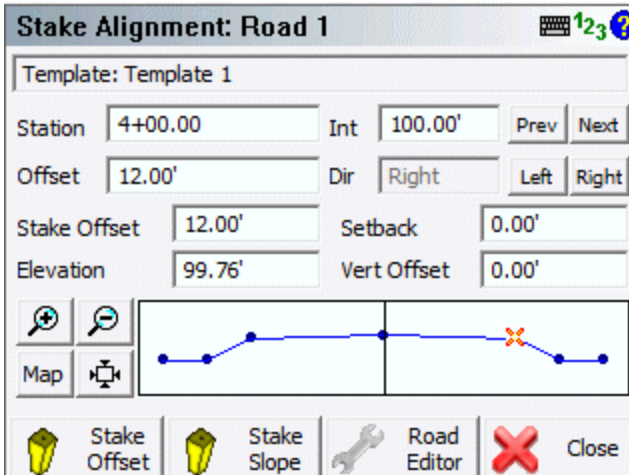 Stake Alignment: Road 1 123 ?
Template: Template 1
Station 4+00.00 Int 100.00' Prev Next
Offset 12.00' Dir Right Left Right
Stake Offset 12.00' Setback 0.00'
Elevation 99.76' Vert Offset 0.00'
Map
Stake Offset Stake Slope Road Editor Close